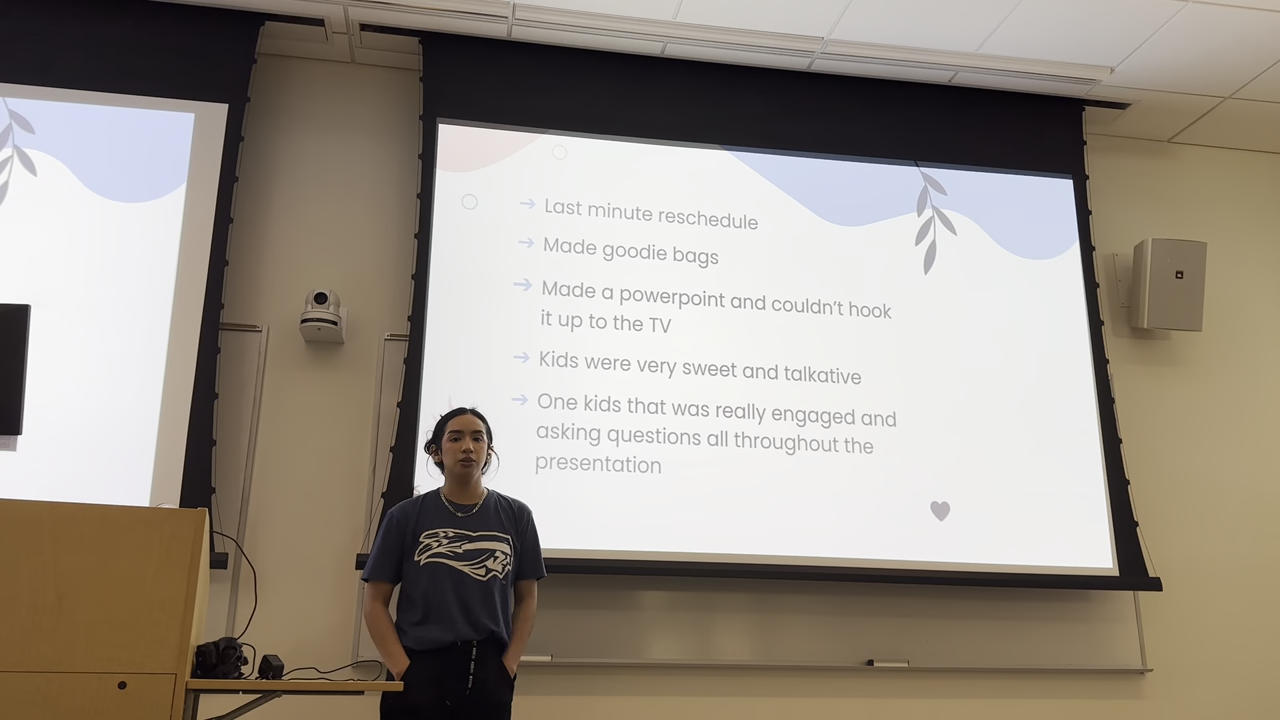 → Last minute reschedule
→ Made goodie bags
→ Made a powerpoint and couldn't hook
it up to the TV
→ Kids were very sweet and talkative
→ One kids that was really engaged and
asking questions all throughout the
presentation